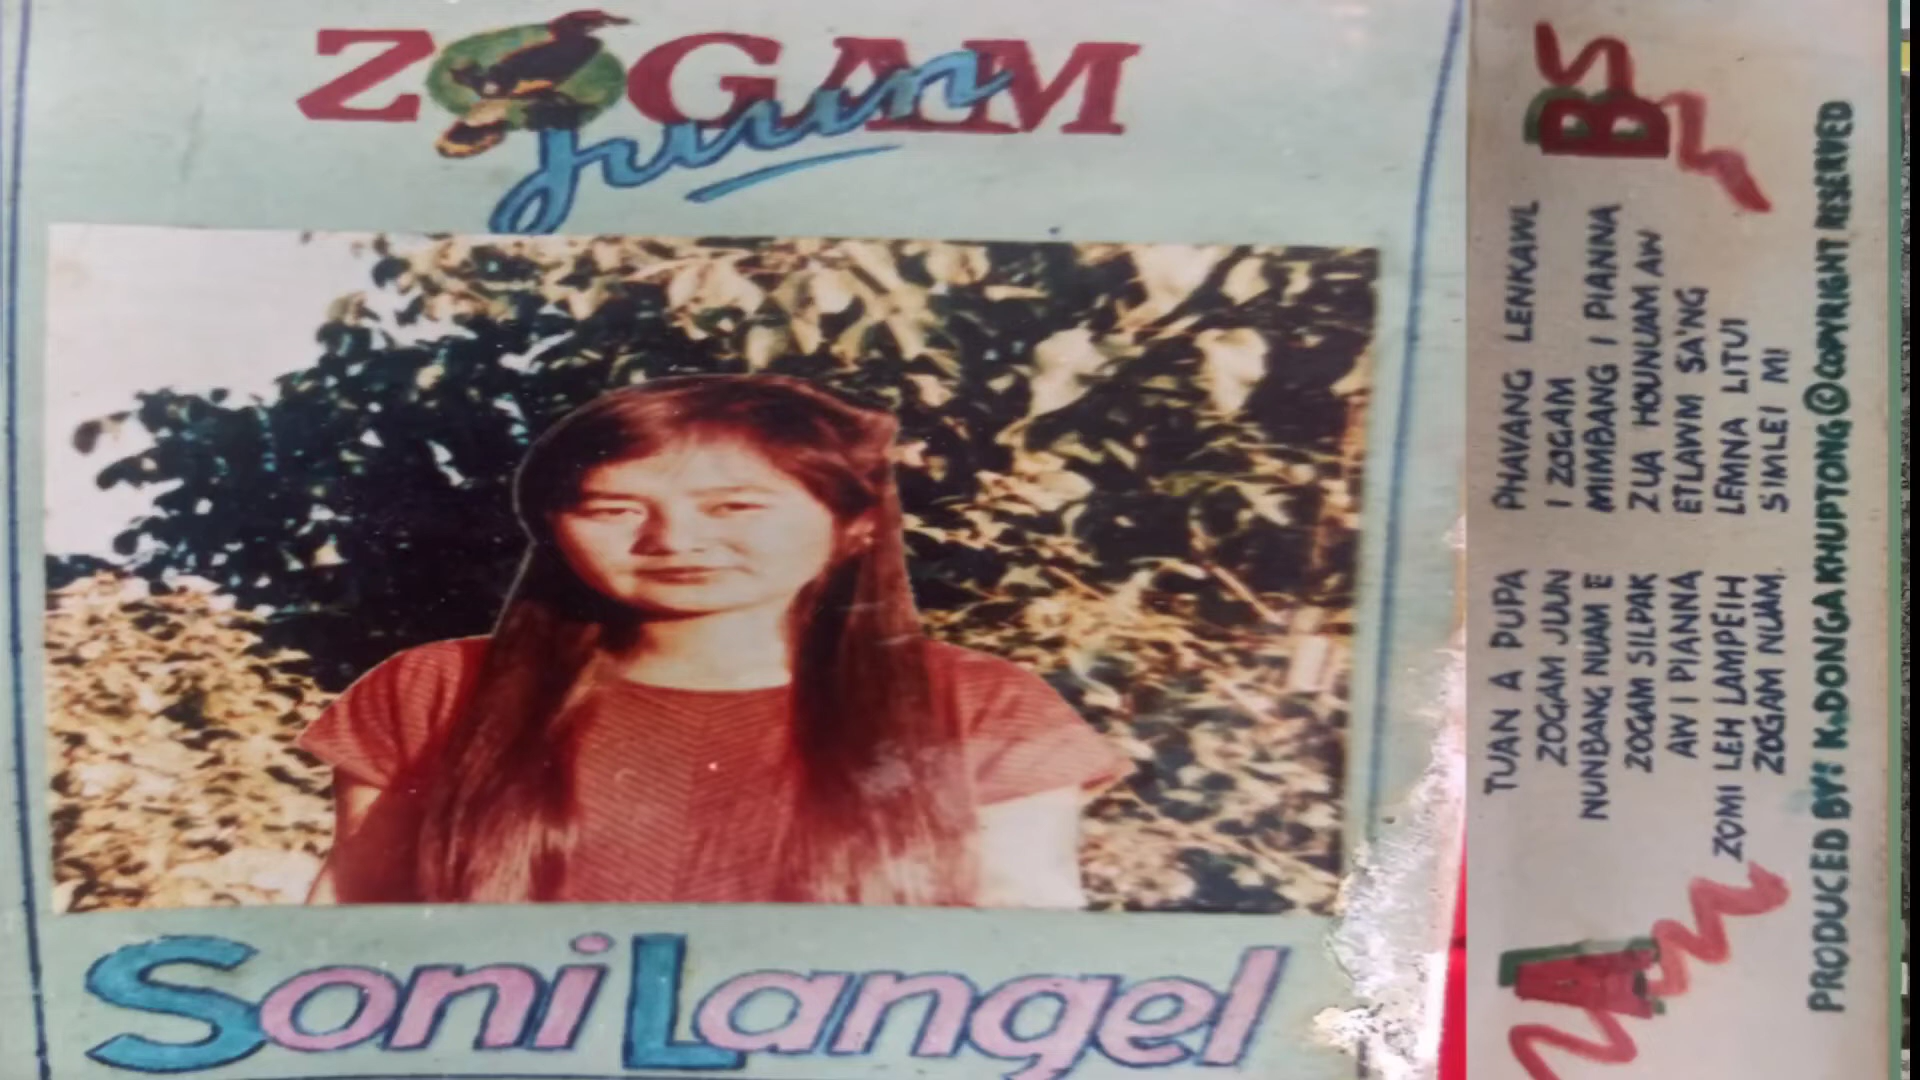 ZOGAM
Juun
Soni Langel
A
TUAN A PUPA
ZOGAM JUUN
NUNBANG NUAM E
ZOGAM SILPAK
AW I PIANNA
ZOMI LEH LAMPEIH
ZOGAM NUAM.
BS
PHAVANG LENKAWL
I ZOGAM
MIMBANG I PIANNA
ZUA HOUNUAM AW
ETLAWM SA'NG
LEMNA LITUI
SIMLEI MI
PRODUCED BY: K.DONGA KHUPTONG @ COPYRIGHT RESERVED